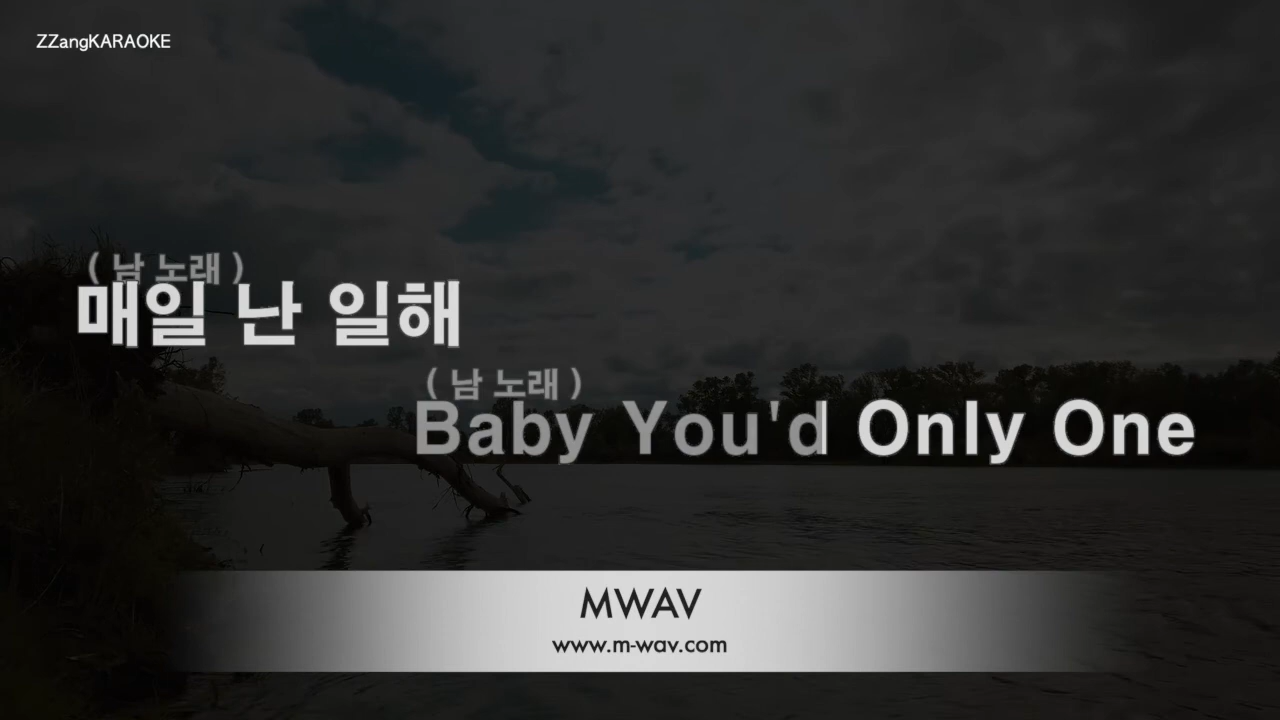 ZZangKARAOKE
( 남 노래 )
매일 난 일해
( 남 노래 )
Baby You'd Only One
MWAV
www.m-wav.com